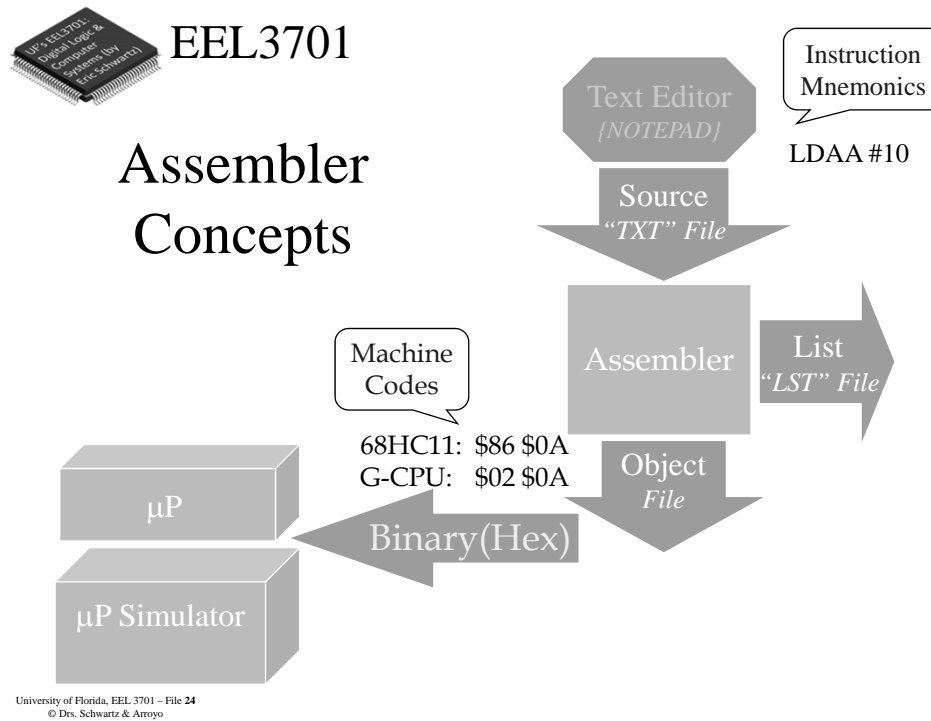 UF's EEL3701:
Digital Logic &
Computer
Systems (by
Eric Schwartz)
EEL3701
Assembler
Concepts
Text Editor
{NOTEPAD}
Instruction
Mnemonics
LDAA #10
Source
“TXT” File
Assembler
List
“LST” File
Machine
Codes
68HC11: $86 $0A
G-CPU: $02 $0A
Object
File
Binary(Hex)
μP
μP Simulator
University of Florida, EEL 3701 – File 24
© Drs. Schwartz & Arroyo